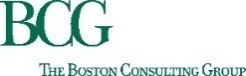 BCG
THE BOSTON CONSULTING GROUP